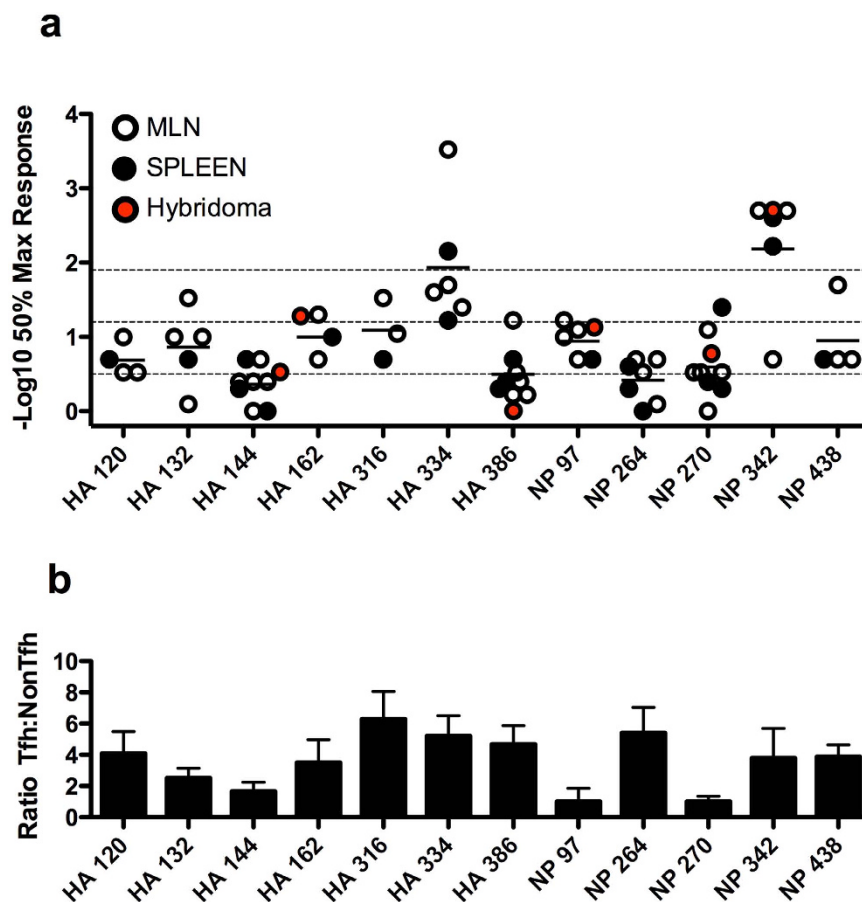 a
-Log10 50% Max Response
4
3
2
1
0
MLN
SPLEEN
Hybridoma
HA 120
HA 132
HA 144
HA 162
HA 316
HA 334
HA 386
NP 97
NP 264
NP 270
NP 342
NP 438
b
Ratio Tfh:NonTfh
10
8
6
4
2
0
HA 120
HA 132
HA 144
HA 162
HA 316
HA 334
HA 386
NP 97
NP 264
NP 270
NP 342
NP 438